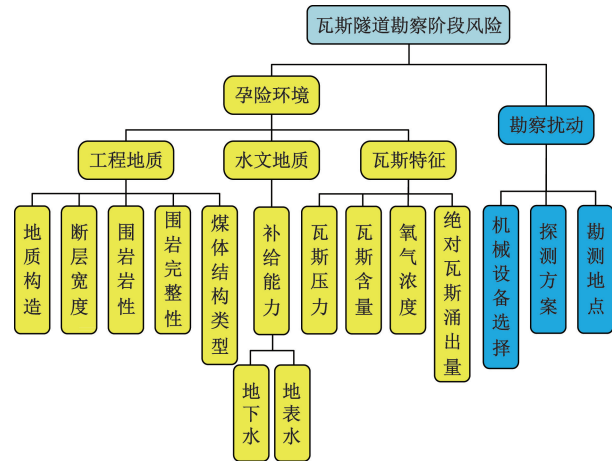 瓦斯隧道勘察阶段风险
孕险环境
勘察扰动
工程地质
水文地质
瓦斯特征
地质构造
断层宽度
围岩岩性
围岩完整性
煤体结构类型
补给能力
瓦斯压力
瓦斯含量
氧气浓度
绝对瓦斯涌出量
机械设备选择
探测方案
勘测地点
地下水
地表水